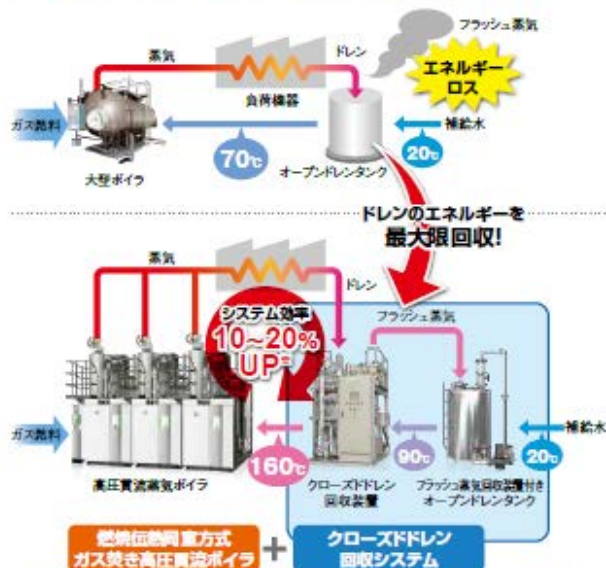 フラッシュ蒸気
蒸気
ドレン
エネルギー
ロス
負荷機器
ガス燃料
補給水
70℃
20℃
大型ボイラ
オープンドレンタンク
ドレンのエネルギーを
最大限回収!
蒸気
ドレン
フラッシュ蒸気
システム効率
10~20%
UP※
ガス燃料
補給水
160℃
90℃
20℃
高圧貫流蒸気ボイラ
クローズドドレン
回収装置
フラッシュ蒸気回収装置付き
オープンドレンタンク
燃焼伝熱同直方式
ガス焚き高圧貫流ボイラ
+
クローズドドレン
回収システム